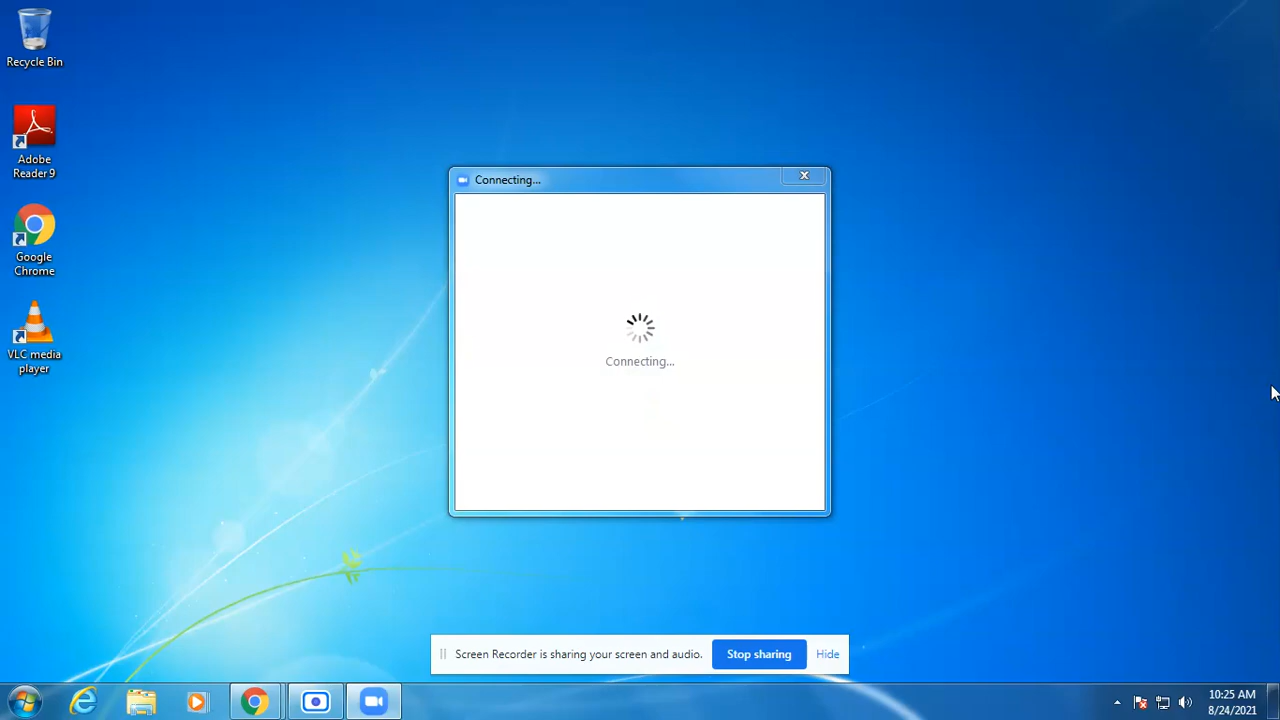 Recycle Bin
Adobe
Reader 9
Google
Chrome
VLC media
player
Connecting...
Connecting...
Screen Recorder is sharing your screen and audio.
Stop sharing
Hide
10:25 AM
8/24/2021